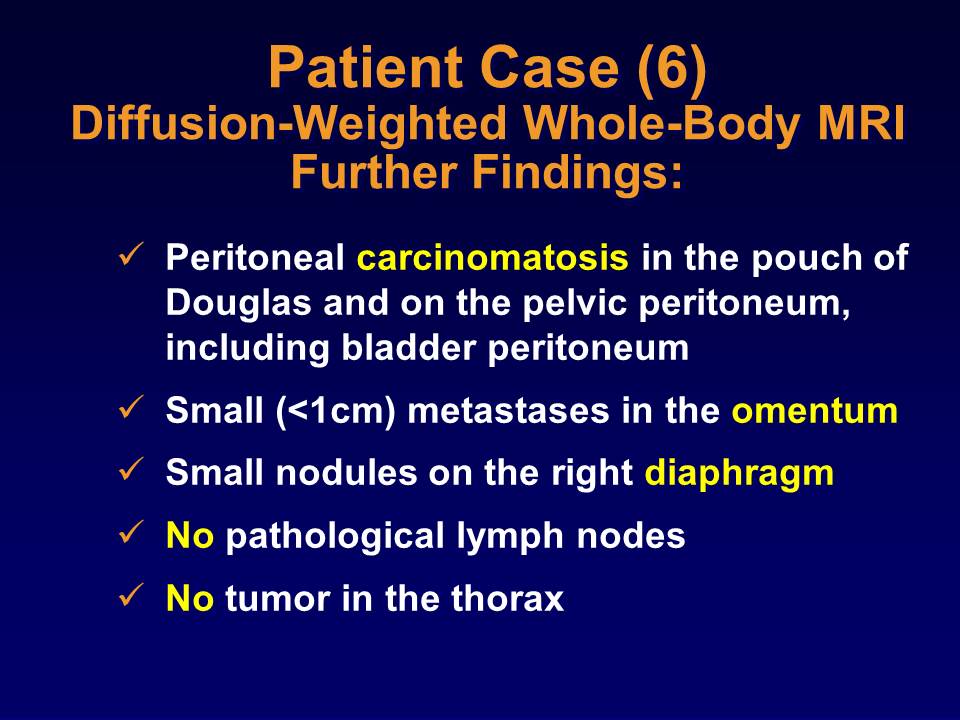 Patient Case (6)
Diffusion-Weighted Whole-Body MRI
Further Findings:
✓ Peritoneal carcinomatosis in the pouch of
Douglas and on the pelvic peritoneum,
including bladder peritoneum
✓ Small (<1cm) metastases in the omentum
✓ Small nodules on the right diaphragm
✓ No pathological lymph nodes
✓ No tumor in the thorax